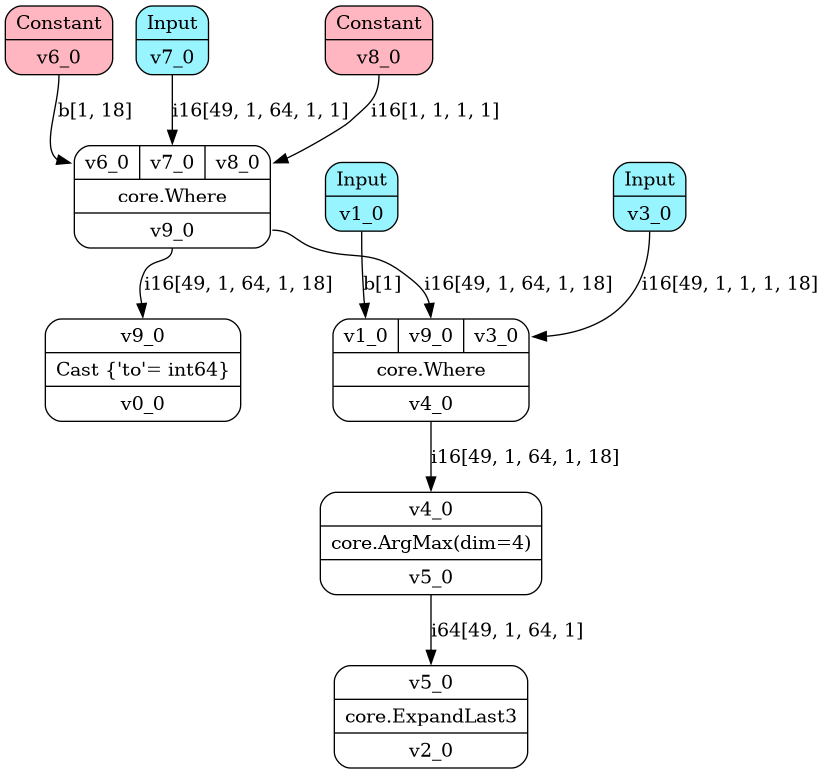 Constant
v6_0
Input
v7_0
Constant
v8_0
b[1, 18]
i16[49, 1, 64, 1, 1]
i16[1, 1, 1, 1]
v6_0 v7_0 v8_0
core.Where
v9_0
Input
v1_0
Input
v3_0
i16[49, 1, 64, 1, 18]
b[1]
i16[49, 1, 64, 1, 18]
i16[49, 1, 1, 1, 18]
v9_0
Cast {'to'= int64}
v0_0
v1_0 v9_0 v3_0
core.Where
v4_0
i16[49, 1, 64, 1, 18]
v4_0
core.ArgMax(dim=4)
v5_0
i64[49, 1, 64, 1]
v5_0
core.ExpandLast3
v2_0